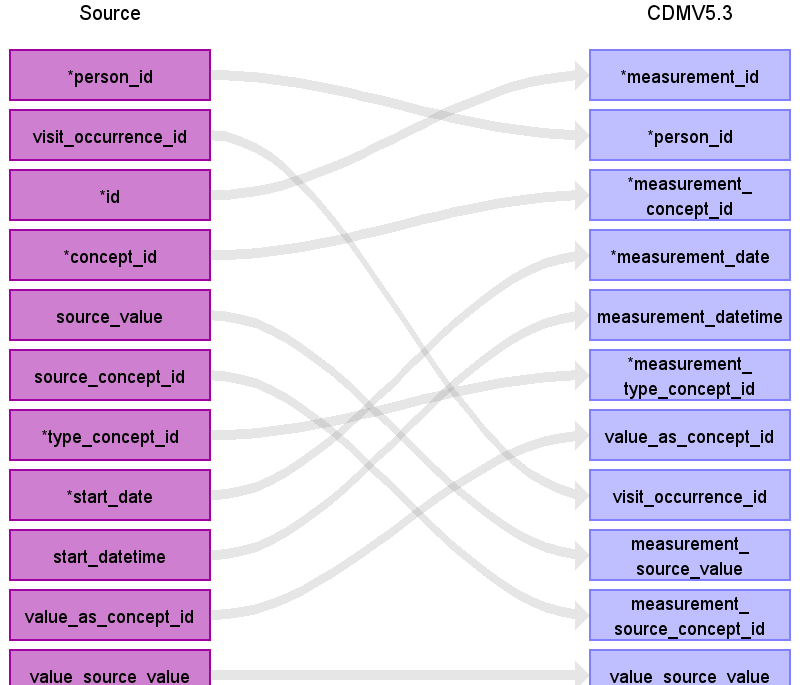 Source
CDMV5.3
*person_id
*measurement_id
visit_occurrence_id
*person_id
*id
*measurement_
concept_id
*concept_id
*measurement_date
source_value
measurement_datetime
source_concept_id
*measurement_
type_concept_id
*type_concept_id
value_as_concept_id
*start_date
visit_occurrence_id
start_datetime
measurement_
source_value
value_as_concept_id
measurement_
source_concept_id
value_source_value
value_source_value